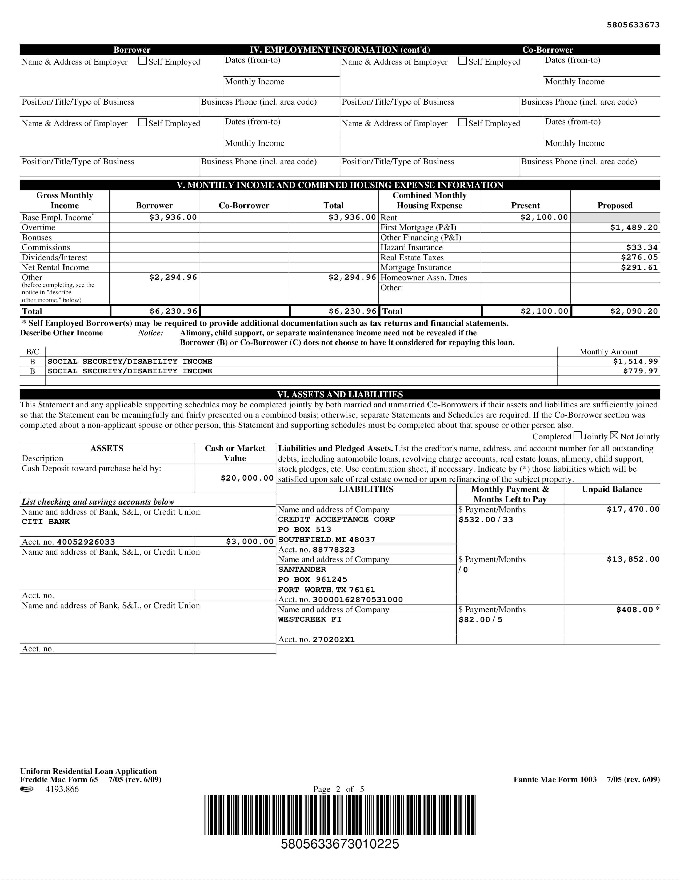 5805633673
Borrower IV. EMPLOYMENT INFORMATION (cont'd) Co-Borrower
Name & Address of Employer Self Employed Dates (from-to) Name & Address of Employer Self Employed Dates (from-to)
Monthly Income Monthly Income
Position/Title/Type of Business Business Phone (incl. area code) Position/Title/Type of Business Business Phone (incl. area code)
Name & Address of Employer Self Employed Dates (from-to) Name & Address of Employer Self Employed Dates (from-to)
Monthly Income Monthly Income
Position/Title/Type of Business Business Phone (incl. area code) Position/Title/Type of Business Business Phone (incl. area code)
V. MONTHLY INCOME AND COMBINED HOUSING EXPENSE INFORMATION
Gross Monthly Income Borrower Co-Borrower Total Combined Monthly Housing Expense Present Proposed
Base Empl. Income* $3,936.00 $3,936.00 Rent $2,100.00
Overtime First Mortgage (P&I) $1,489.20
Bonuses Other Financing (P&I)
Commissions Hazard Insurance $33.34
Dividends/Interest Real Estate Taxes $276.05
Net Rental Income Mortgage Insurance $291.61
Other $2,294.96 $2,294.96 Homeowner Assn. Dues
(before completing, see the Other
notice in "describe
other income," below)
Total $6,230.96 $6,230.96 Total $2,100.00 $2,090.20
* Self Employed Borrower(s) may be required to provide additional documentation such as tax returns and financial statements.
Describe Other Income Notice: Alimony, child support, or separate maintenance income need not be revealed if the
Borrower (B) or Co-Borrower (C) does not choose to have it considered for repaying this loan.
B/C Monthly Amount
B SOCIAL SECURITY/DISABILITY INCOME $1,514.99
B SOCIAL SECURITY/DISABILITY INCOME $779.97
VI. ASSETS AND LIABILITIES
This Statement and any applicable supporting schedules may be completed jointly by both married and unmarried Co-Borrowers if their assets and liabilities are sufficiently joined
so that the Statement can be meaningfully and fairly presented on a combined basis; otherwise, separate Statements and Schedules are required. If the Co-Borrower section was
completed about a non-applicant spouse or other person, this Statement and supporting schedules must be completed about that spouse or other person also.
Completed Jointly Not Jointly
ASSETS Cash or Market Value
Description
Cash Deposit toward purchase held by:
$20,000.00
Liabilities and Pledged Assets. List the creditor's name, address, and account number for all outstanding
debts, including automobile loans, revolving charge accounts, real estate loans, alimony, child support,
stock pledges, etc. Use continuation sheet, if necessary. Indicate by (*) those liabilities which will be
satisfied upon sale of real estate owned or upon refinancing of the subject property.
LIABILITIES Monthly Payment & Months Left to Pay Unpaid Balance
List checking and savings accounts below
Name and address of Bank, S&L, or Credit Union
CITI BANK
Acct. no. 40052926033 $3,000.00
Name and address of Bank, S&L, or Credit Union
Acct. no.
Name and address of Bank, S&L, or Credit Union
Acct. no.
Name and address of Company $ Payment/Months $17,470.00
CREDIT ACCEPTANCE CORP $532.00/33
PO BOX 513
SOUTHFIELD, MI 48037
Acct. no. 88778323
Name and address of Company $ Payment/Months $13,852.00
SANTANDER /0
PO BOX 961245
FORT WORTH, TX 76161
Acct. no. 30000162870531000
Name and address of Company $ Payment/Months $408.00 *
WESTCREEK FI $82.00/5
Acct. no. 270202X1
Uniform Residential Loan Application
Freddie Mac Form 65 7/05 (rev. 6/09) Fannie Mae Form 1003 7/05 (rev. 6/09)
4193.866 Page 2 of 5
5805633673010225